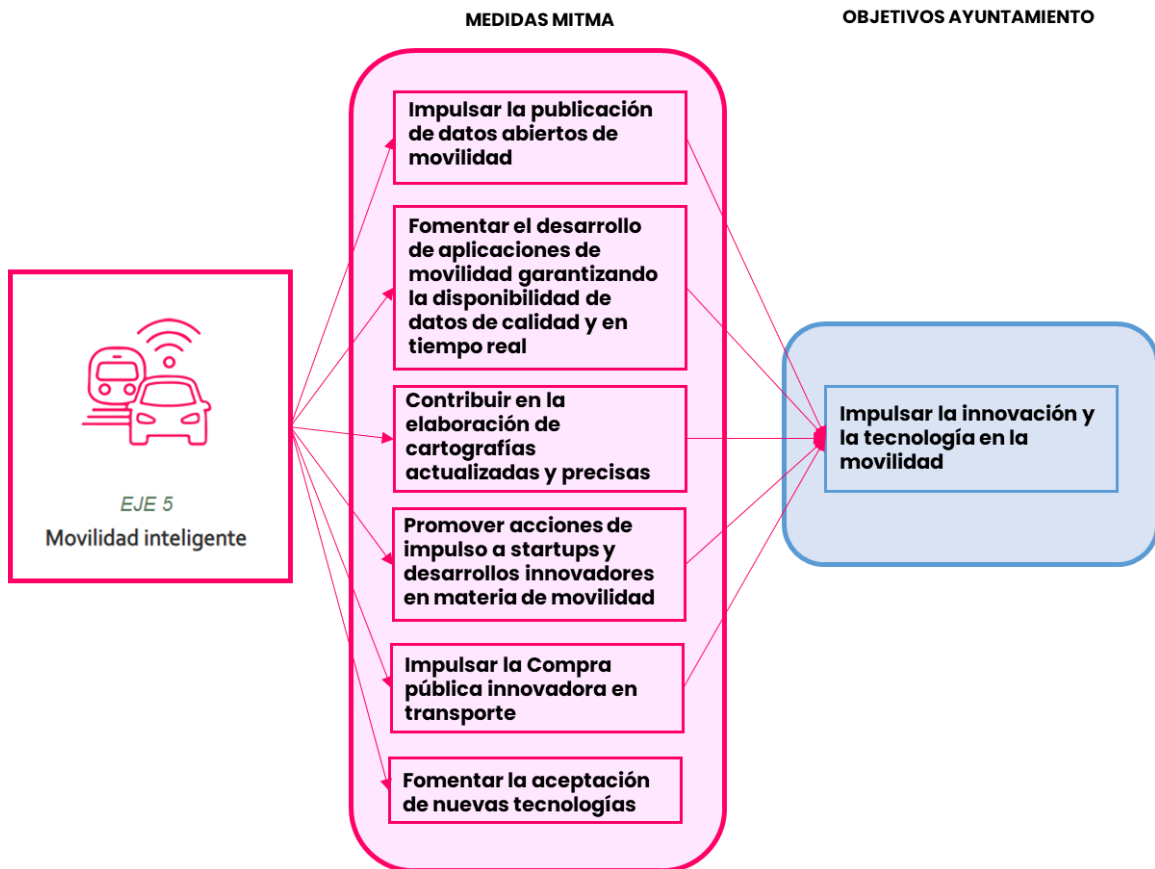 MEDIDAS MITMA
OBJETIVOS AYUNTAMIENTO
EJE 5
Movilidad inteligente
Impulsar la publicación
de datos abiertos de
movilidad
Fomentar el desarrollo
de aplicaciones de
movilidad garantizando
la disponibilidad de
datos de calidad y en
tiempo real
Contribuir en la
elaboración de
cartografías
actualizadas y precisas
Promover acciones de
impulso a startups y
desarrollos innovadores
en materia de movilidad
Impulsar la Compra
pública innovadora en
transporte
Fomentar la aceptación
de nuevas tecnologías
Impulsar la innovación y
la tecnología en la
movilidad